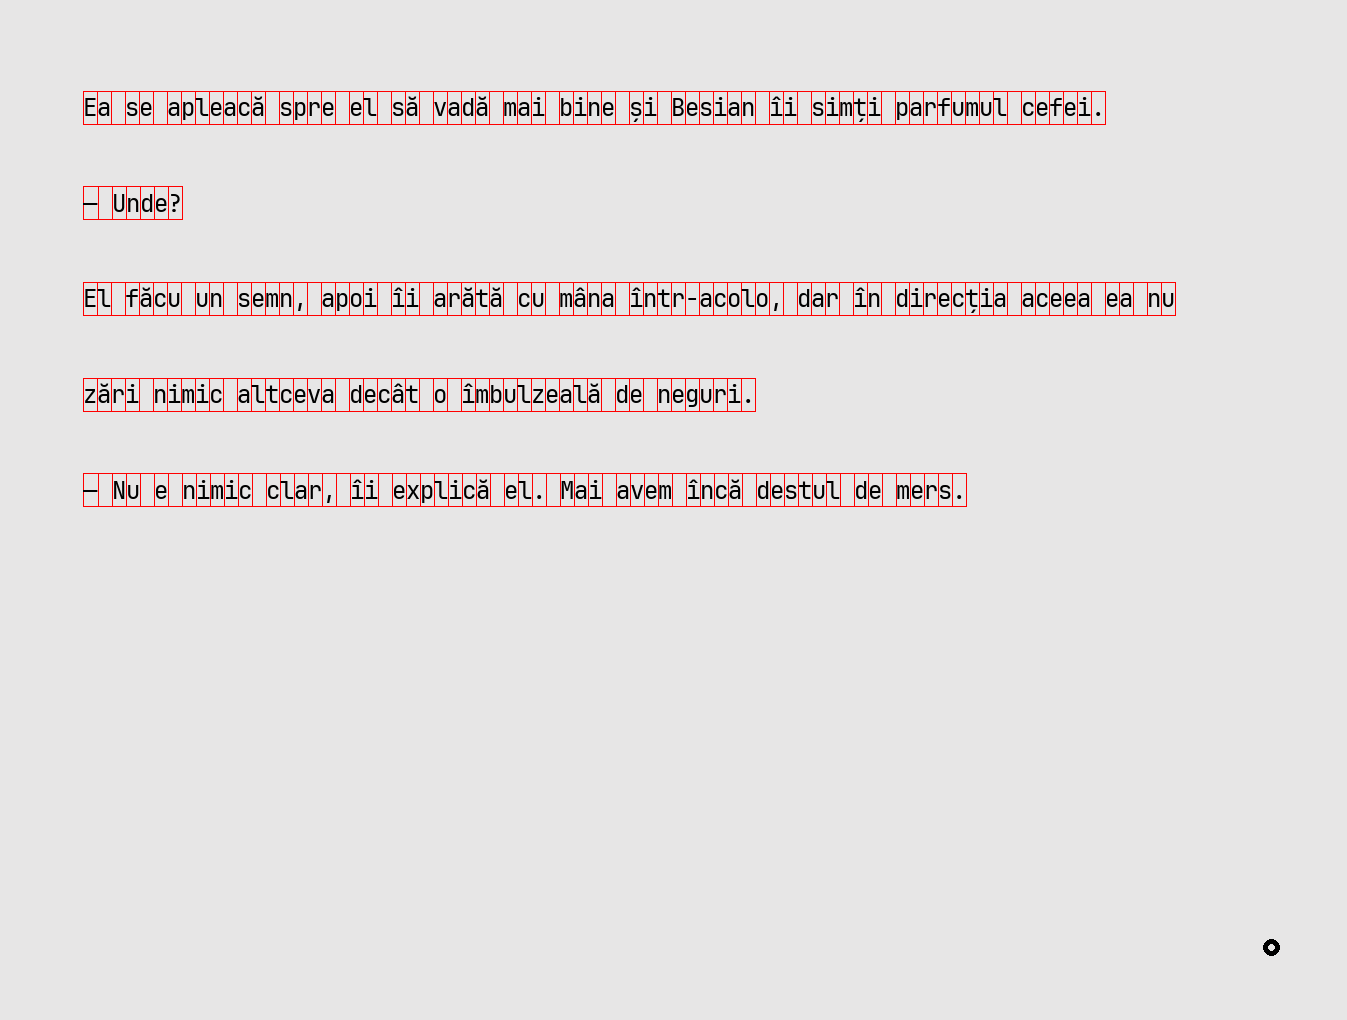 Ea se apleacă spre el să vadă mai bine și Besian îi simți parfumul cefei.
— Unde?
El făcu un semn, apoi îi arătă cu mâna într-acolo, dar în direcția aceea ea nu
zări nimic altceva decât o îmbulzeală de neguri.
— Nu e nimic clar, îi explică el. Mai avem încă destul de mers.